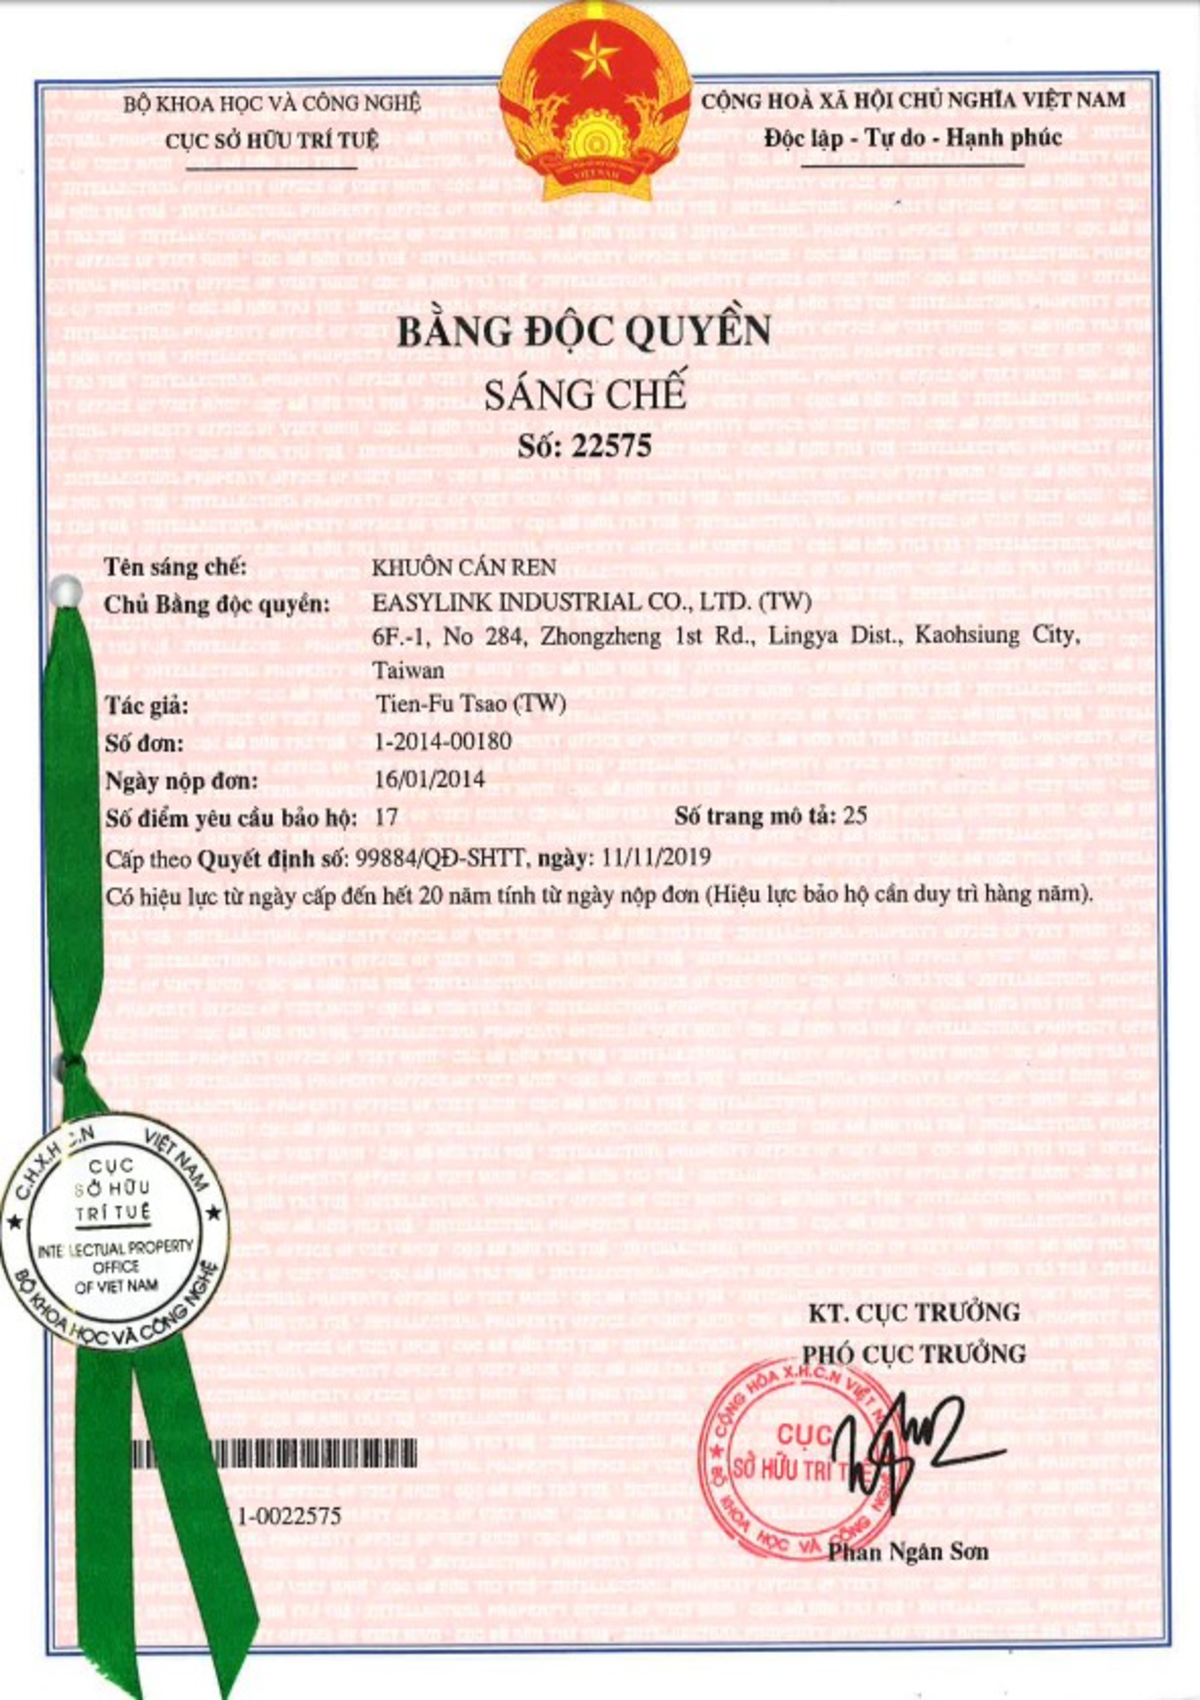 BỘ KHOA HỌC VÀ CÔNG NGHỆ
CỤC SỞ HỮU TRÍ TUỆ
CỘNG HOÀ XÃ HỘI CHỦ NGHĨA VIỆT NAM
Độc lập - Tự do - Hạnh phúc
VIỆT NAM
BẰNG ĐỘC QUYỀN
SÁNG CHẾ
Số: 22575
Tên sáng chế: KHUÔN CÁN REN
Chủ Bằng độc quyền: EASYLINK INDUSTRIAL CO., LTD. (TW)
6F.-1, No 284, Zhongzheng 1st Rd., Lingya Dist., Kaohsiung City,
Taiwan
Tác giả: Tien-Fu Tsao (TW)
Số đơn: 1-2014-00180
Ngày nộp đơn: 16/01/2014
Số điểm yêu cầu bảo hộ: 17 Số trang mô tả: 25
Cấp theo Quyết định số: 99884/QĐ-SHTT, ngày: 11/11/2019
Có hiệu lực từ ngày cấp đến hết 20 năm tính từ ngày nộp đơn (Hiệu lực bảo hộ cần duy trì hàng năm).
C.H.X.H.C.N VIỆT NAM
CỤC
SỞ HỮU
TRÍ TUỆ
INTELLECTUAL PROPERTY
OFFICE
OF VIET NAM
BỘ KHOA HỌC VÀ CÔNG NGHỆ
KT. CỤC TRƯỞNG
PHÓ CỤC TRƯỞNG
CỘNG HÒA X.H.C.N VIỆT N
CỤC
SỞ HỮU TRÍ TUỆ
BỘ KHOA HỌC VÀ CÔNG NGHỆ
1-0022575
Phan Ngân Sơn